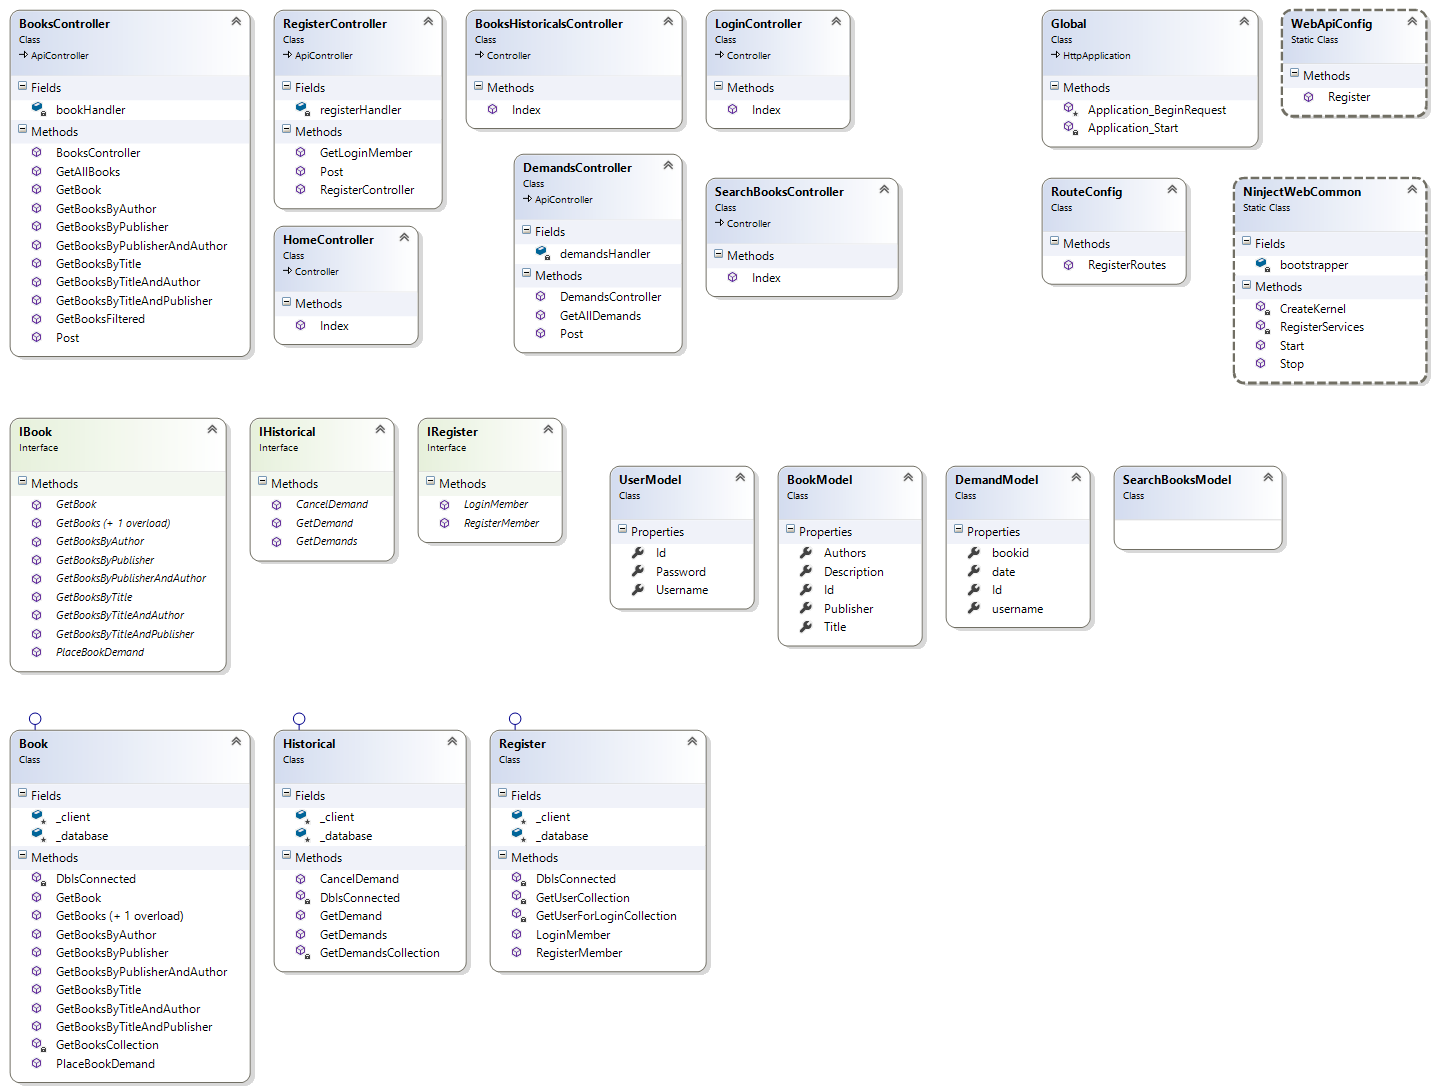 BooksController
Class
ApiController
Fields
bookHandler
Methods
BooksController
GetAllBooks
GetBook
GetBooksByAuthor
GetBooksByPublisher
GetBooksByPublisherAndAuthor
GetBooksByTitle
GetBooksByTitleAndAuthor
GetBooksByTitleAndPublisher
GetBooksFiltered
Post
RegisterController
Class
ApiController
Fields
registerHandler
Methods
GetLoginMember
Post
RegisterController
HomeController
Class
Controller
Methods
Index
BooksHistoricalsController
Class
Controller
Methods
Index
DemandsController
Class
ApiController
Fields
demandsHandler
Methods
DemandsController
GetAllDemands
Post
LoginController
Class
Controller
Methods
Index
SearchBooksController
Class
Controller
Methods
Index
Global
Class
HttpApplication
Methods
Application_BeginRequest
Application_Start
WebApiConfig
Static Class
Methods
Register
RouteConfig
Class
Methods
RegisterRoutes
NinjectWebCommon
Static Class
Fields
bootstrapper
Methods
CreateKernel
RegisterServices
Start
Stop
IBook
Interface
Methods
GetBook
GetBooks (+ 1 overload)
GetBooksByAuthor
GetBooksByPublisher
GetBooksByPublisherAndAuthor
GetBooksByTitle
GetBooksByTitleAndAuthor
GetBooksByTitleAndPublisher
PlaceBookDemand
IHistorical
Interface
Methods
CancelDemand
GetDemand
GetDemands
IRegister
Interface
Methods
LoginMember
RegisterMember
UserModel
Class
Properties
Id
Password
Username
BookModel
Class
Properties
Authors
Description
Id
Publisher
Title
DemandModel
Class
Properties
bookid
date
Id
username
SearchBooksModel
Class
Book
Class
Fields
_client
_database
Methods
DbIsConnected
GetBook
GetBooks (+ 1 overload)
GetBooksByAuthor
GetBooksByPublisher
GetBooksByPublisherAndAuthor
GetBooksByTitle
GetBooksByTitleAndAuthor
GetBooksByTitleAndPublisher
GetBooksCollection
PlaceBookDemand
Historical
Class
Fields
_client
_database
Methods
CancelDemand
DbIsConnected
GetDemand
GetDemands
GetDemandsCollection
Register
Class
Fields
_client
_database
Methods
DbIsConnected
GetUserCollection
GetUserForLoginCollection
LoginMember
RegisterMember